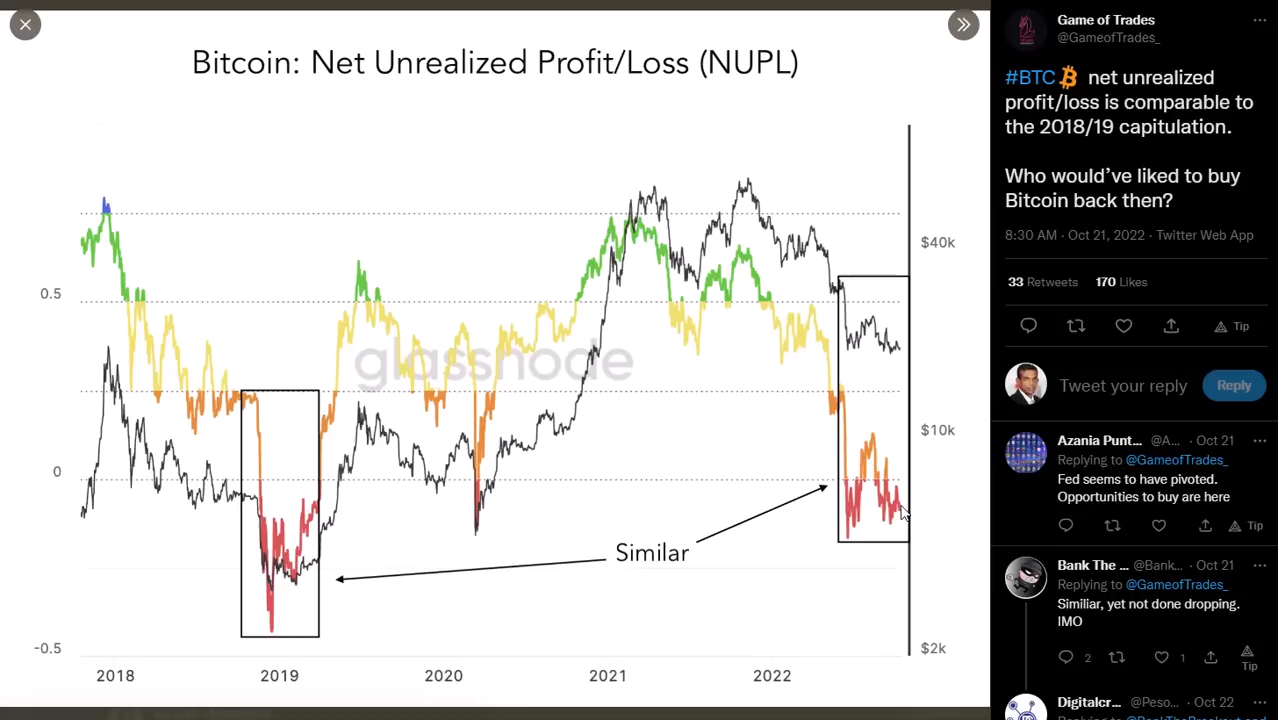 Bitcoin: Net Unrealized Profit/Loss (NUPL)
0.5
0
-0.5
$40k
$10k
$2k
glassnode
Similar
2018 2019 2020 2021 2022
Game of Trades
@GameofTrades_
#BTC net unrealized
profit/loss is comparable to
the 2018/19 capitulation.
Who would've liked to buy
Bitcoin back then?
8:30 AM · Oct 21, 2022 · Twitter Web App
33 Retweets 170 Likes
Tip
Tweet your reply
Reply
Azania Punt... @A... · Oct 21
Replying to @GameofTrades_
Fed seems to have pivoted.
Opportunities to buy are here
Tip
Bank The ... @Bank... · Oct 21
Replying to @GameofTrades_
Similiar, yet not done dropping.
IMO
2 1
Tip
Digitalcr... @Peso... · Oct 22